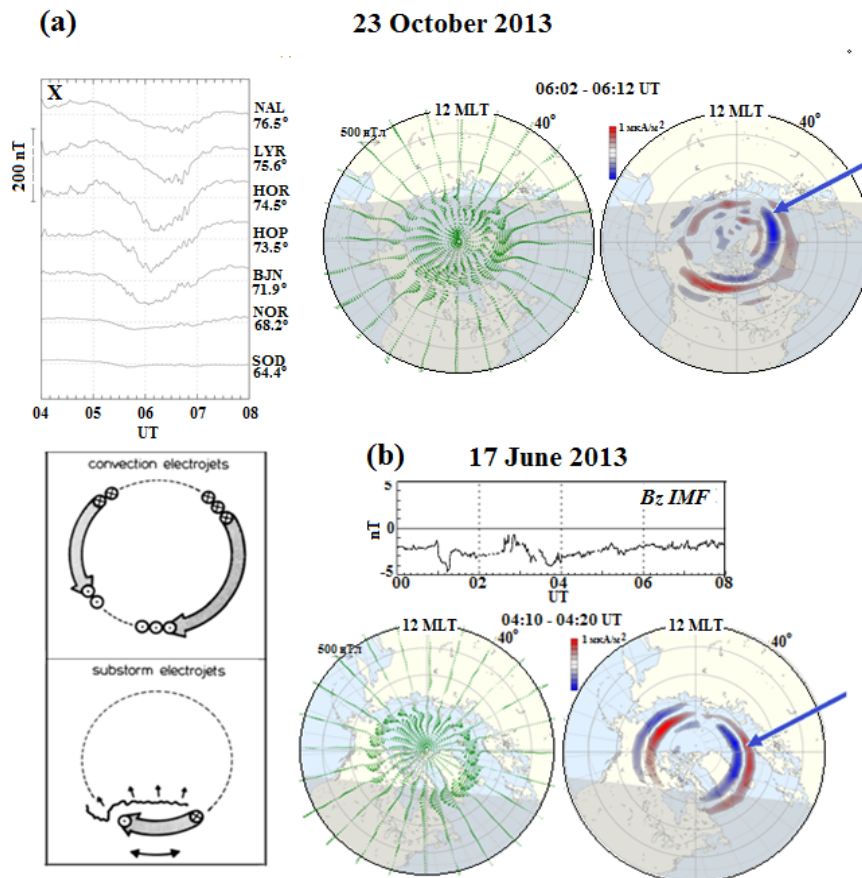 (a)
23 October 2013
X
NAL
76.5°
LYR
75.6°
HOR
74.5°
HOP
73.5°
BJN
71.9°
NOR
68.2°
SOD
64.4°
200 nT
04 05 06 07 08
UT
06:02 - 06:12 UT
12 MLT
40°
500 нТл
12 MLT
40°
1 мкА/м²
convection electrojets
substorm electrojets
(b)
17 June 2013
Bz IMF
5
0
-5
nT
00 02 04 06 08
UT
04:10 - 04:20 UT
12 MLT
40°
500 нТл
12 MLT
40°
1 мкА/м²